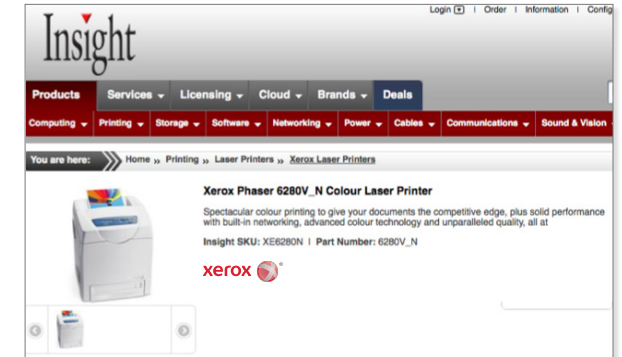 Login | Order | Information | Config
Insight
Products Services Licensing Cloud Brands Deals
Computing Printing Storage Software Networking Power Cables Communications Sound & Vision
You are here: Home » Printing » Laser Printers » Xerox Laser Printers
Xerox Phaser 6280V_N Colour Laser Printer
Spectacular colour printing to give your documents the competitive edge, plus solid performance
with built-in networking, advanced colour technology and unparalleled quality, all at
Insight SKU: XE6280N | Part Number: 6280V_N
xerox